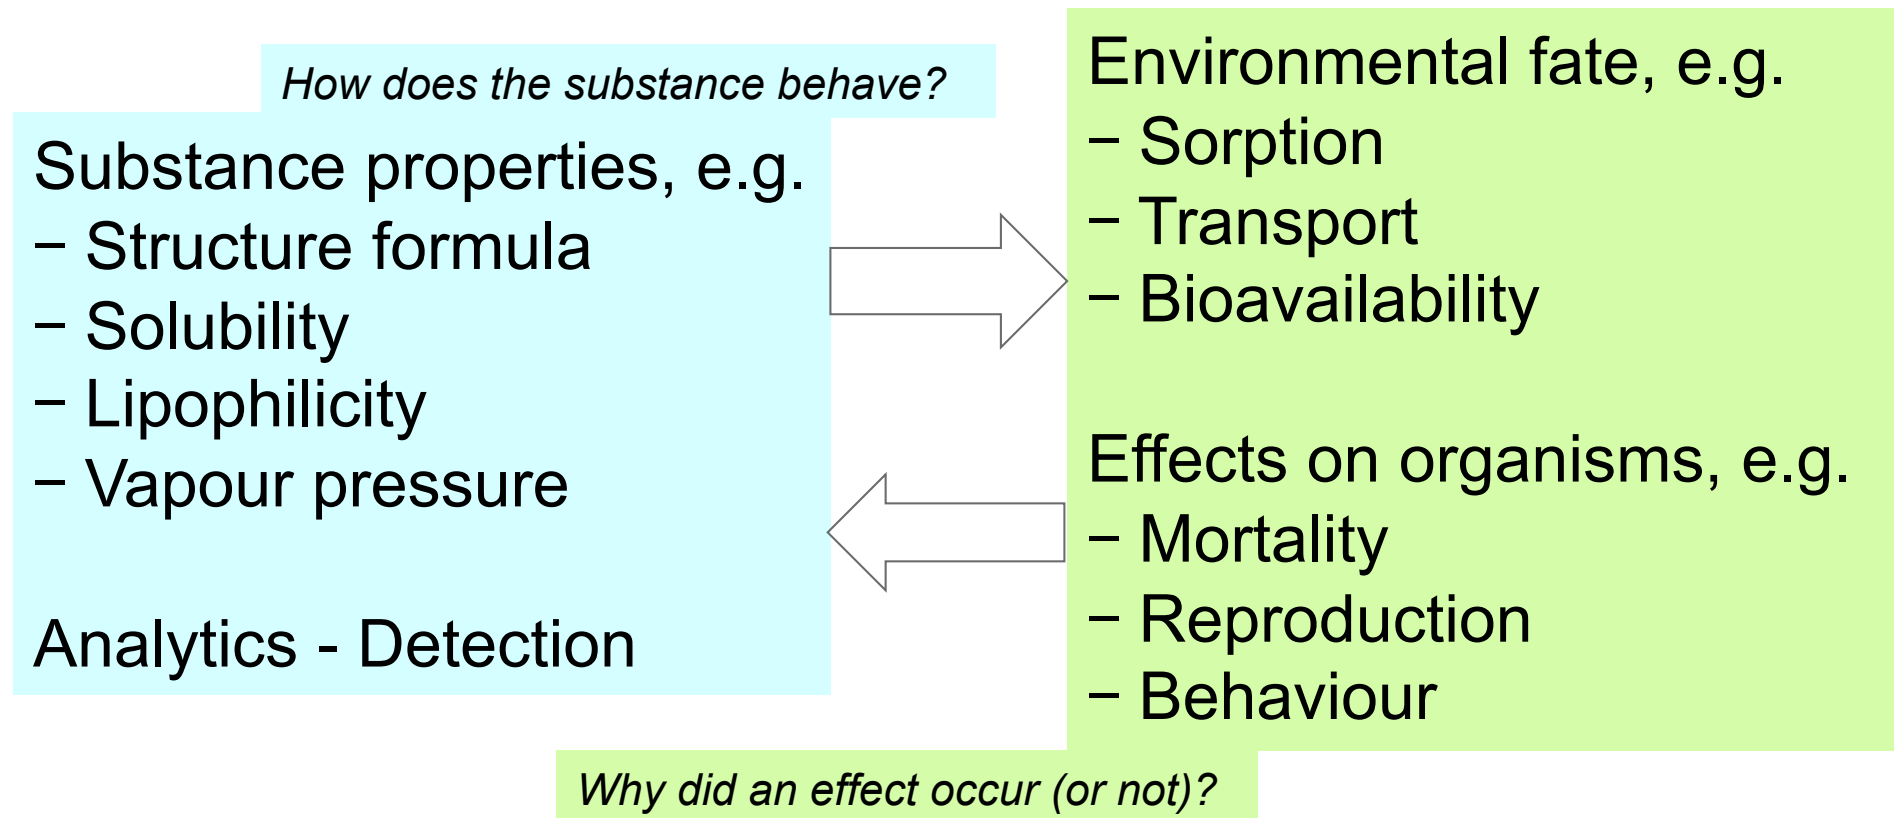 How does the substance behave?
Substance properties, e.g.
− Structure formula
− Solubility
− Lipophilicity
− Vapour pressure
Analytics - Detection
Environmental fate, e.g.
− Sorption
− Transport
− Bioavailability
Effects on organisms, e.g.
− Mortality
− Reproduction
− Behaviour
Why did an effect occur (or not)?